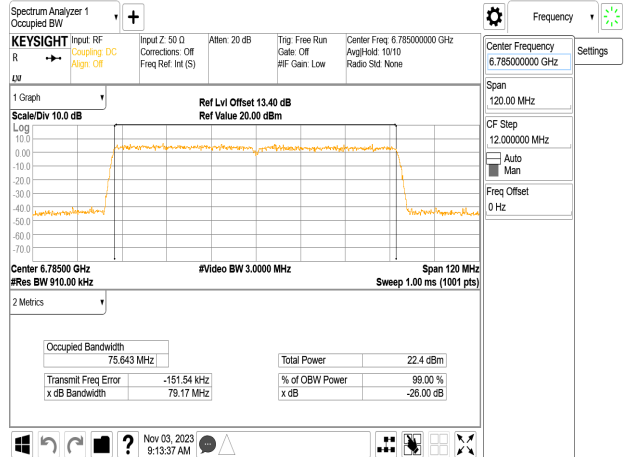 Spectrum Analyzer 1
Occupied BW
Frequency
KEYSIGHT
R
Input: RF
Coupling: DC
Align: Off
Input Z: 50 Ω
Corrections: Off
Freq Ref: Int (S)
Atten: 20 dB
Trig: Free Run
Gate: Off
#IF Gain: Low
Center Freq: 6.785000000 GHz
Avg|Hold: 10/10
Radio Std: None
Center Frequency
6.785000000 GHz
Settings
Span
120.00 MHz
CF Step
12.000000 MHz
Auto
Man
Freq Offset
0 Hz
1 Graph
Scale/Div 10.0 dB
Ref Lvl Offset 13.40 dB
Ref Value 20.00 dBm
Log
10.0
0.00
-10.0
-20.0
-30.0
-40.0
-50.0
-60.0
-70.0
Center 6.78500 GHz
#Res BW 910.00 kHz
#Video BW 3.0000 MHz
Span 120 MHz
Sweep 1.00 ms (1001 pts)
2 Metrics
Occupied Bandwidth
75.643 MHz
Total Power
22.4 dBm
Transmit Freq Error
-151.54 kHz
% of OBW Power
99.00 %
x dB Bandwidth
79.17 MHz
x dB
-26.00 dB
?
Nov 03, 2023
9:13:37 AM